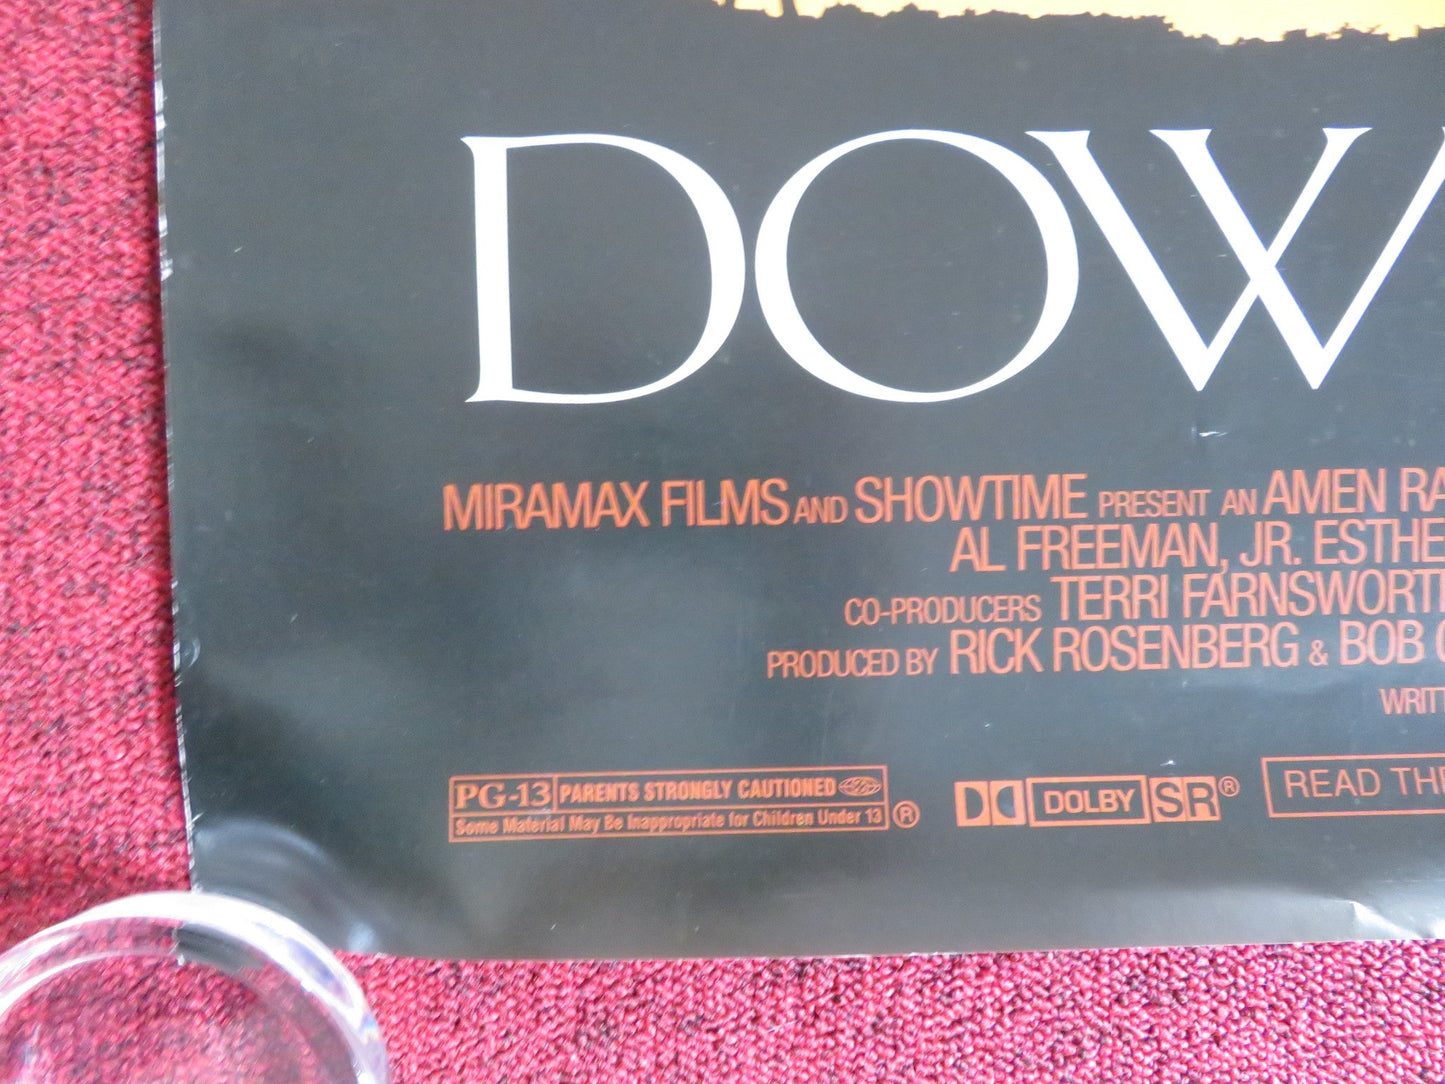 DOW
MIRAMAX FILMS AND SHOWTIME PRESENT AN AMEN RA
AL FREEMAN, JR. ESTHE
CO-PRODUCERS TERRI FARNSWORTH
PRODUCED BY RICK ROSENBERG & BOB C
WRITT
PG-13 PARENTS STRONGLY CAUTIONED
Some Material May Be Inappropriate for Children Under 13 ®
DOLBY SR®
READ THE